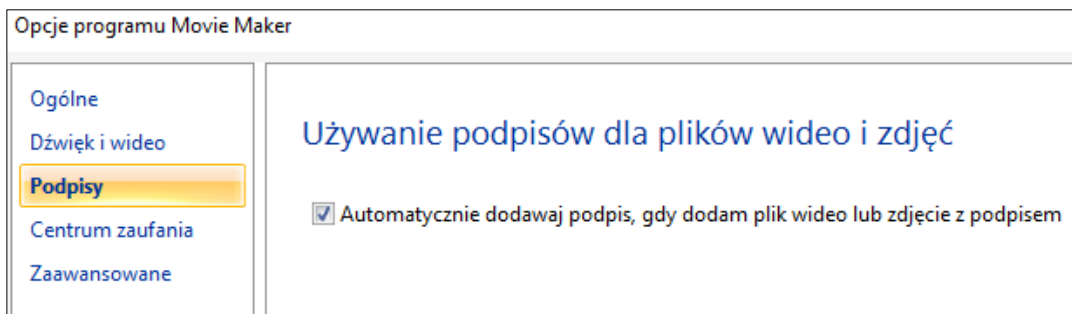 Opcje programu Movie Maker
Ogólne
Dźwięk i wideo
Podpisy
Centrum zaufania
Zaawansowane
Używanie podpisów dla plików wideo i zdjęć
Automatycznie dodawaj podpis, gdy dodam plik wideo lub zdjęcie z podpisem